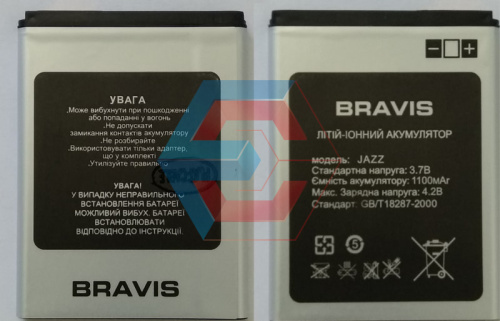 УВАГА
.Може вибухнути при пошкодженні
або попаданні у вогонь
.Не допускати
замикання контактів акумулятору
.Не розбирайте
.Використовувати тільки адаптер,
що у комплекті
.Утилізуйте правильно
УВАГА!
У ВИПАДКУ НЕПРАВИЛЬНОГО
ВСТАНОВЛЕННЯ БАТАРЕЇ
МОЖЛИВИЙ ВИБУХ. БАТАРЕЇ
ВСТАНОВЛЮВАТИ
ВІДПОВІДНО ДО ІНСТРУКЦІЇ.
BRAVIS
BRAVIS
ЛІТІЙ-ІОННИЙ АКУМУЛЯТОР
модель: JAZZ
Стандартна напруга: 3.7В
Ємність акумулятору: 1100mAг
Макс. Зарядна напруга: 4.2В
Стандарт: GB/T18287-2000
5